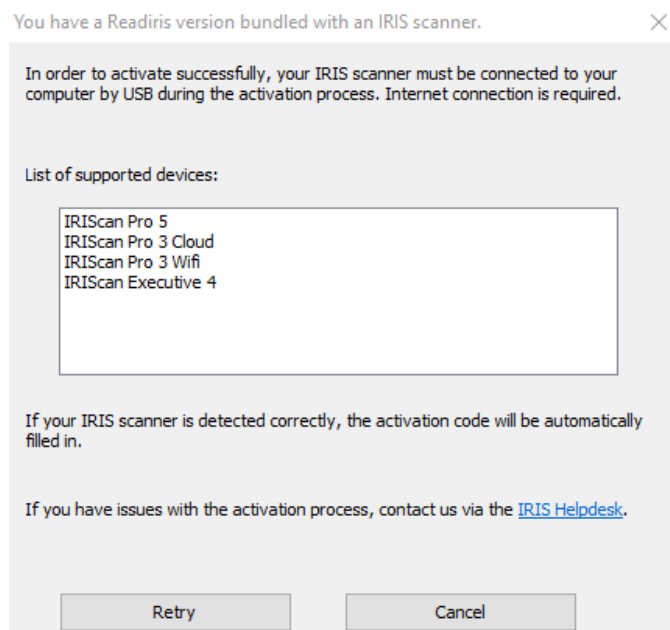 You have a Readiris version bundled with an IRIS scanner.
In order to activate successfully, your IRIS scanner must be connected to your
computer by USB during the activation process. Internet connection is required.
List of supported devices:
IRIScan Pro 5
IRIScan Pro 3 Cloud
IRIScan Pro 3 Wifi
IRIScan Executive 4
If your IRIS scanner is detected correctly, the activation code will be automatically
filled in.
If you have issues with the activation process, contact us via the IRIS Helpdesk.
Retry
Cancel